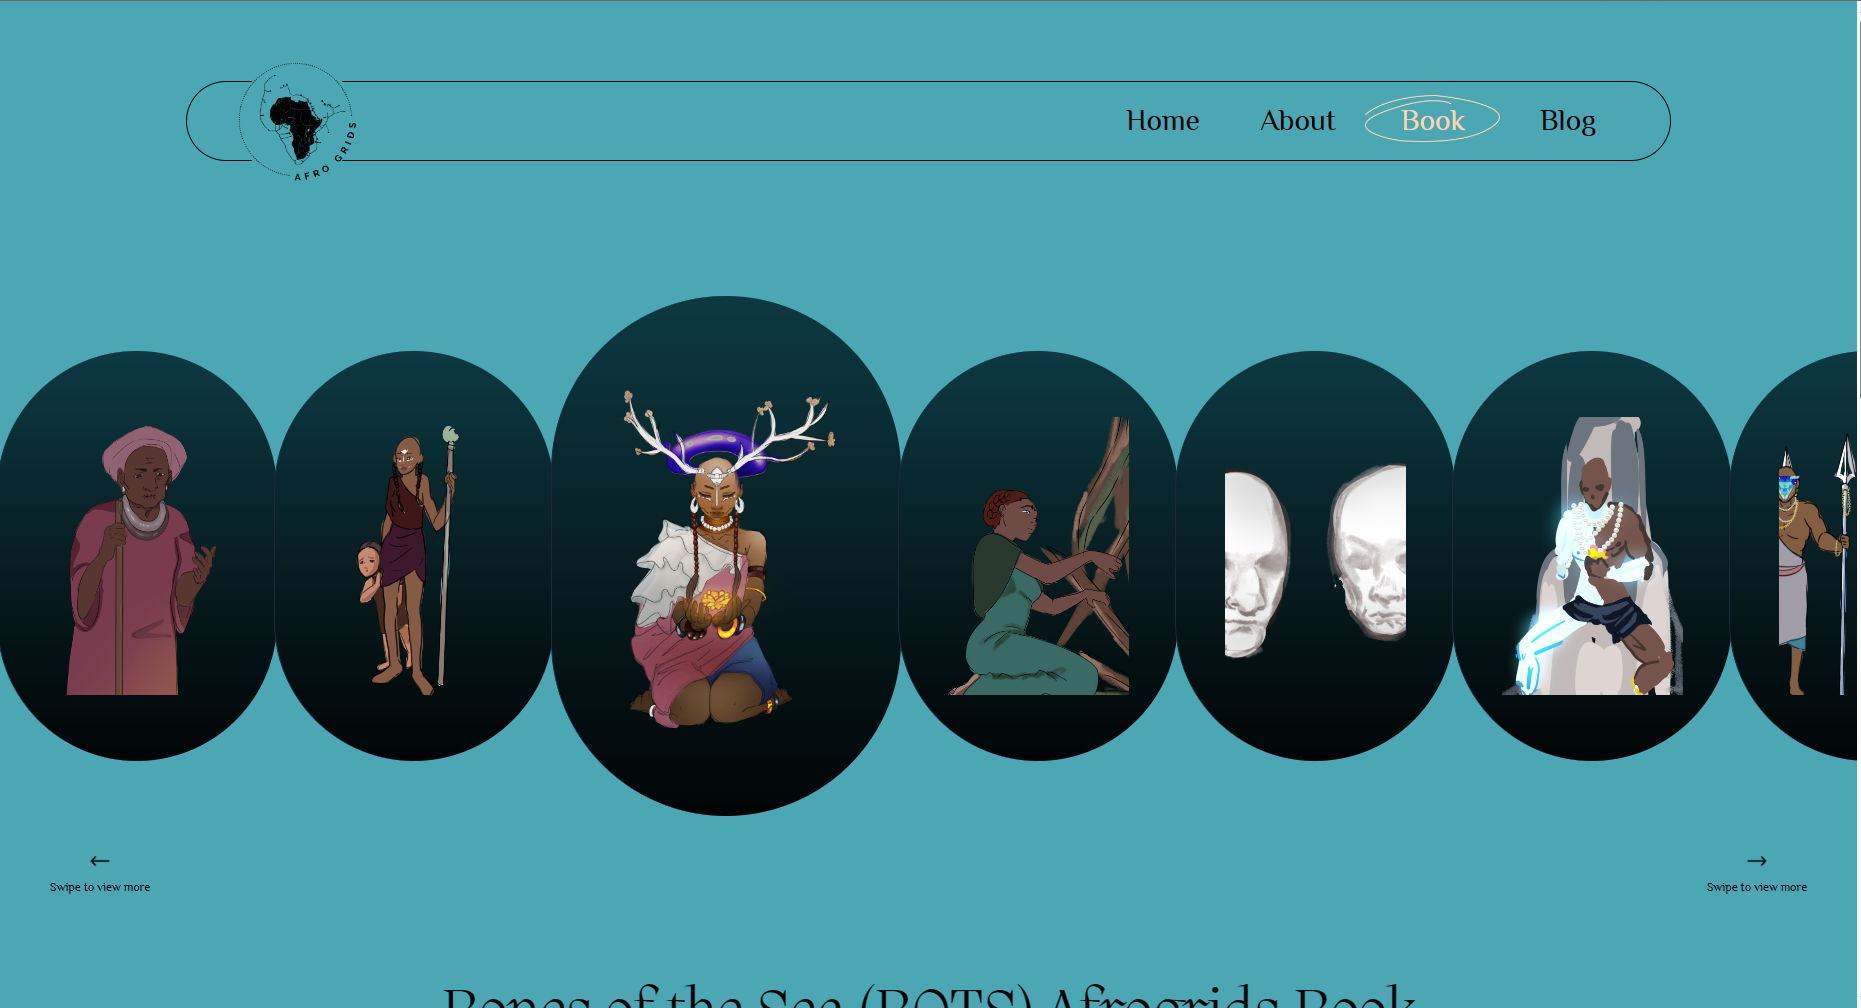 AFRO GRIDS
Home About Book Blog
Swipe to view more
Swipe to view more
Bones of the Sea (BOTS) Afrogrids Book